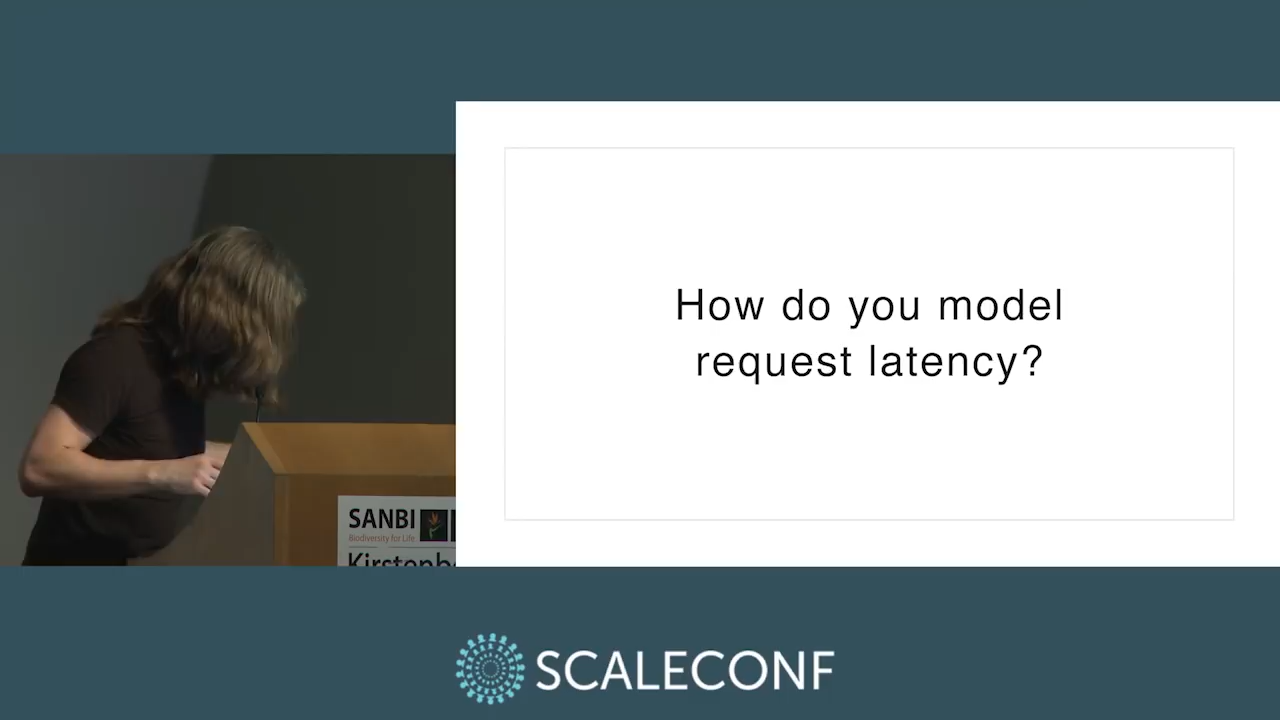 How do you model
request latency?
SANBI
Biodiversity for Life
SCALECONF